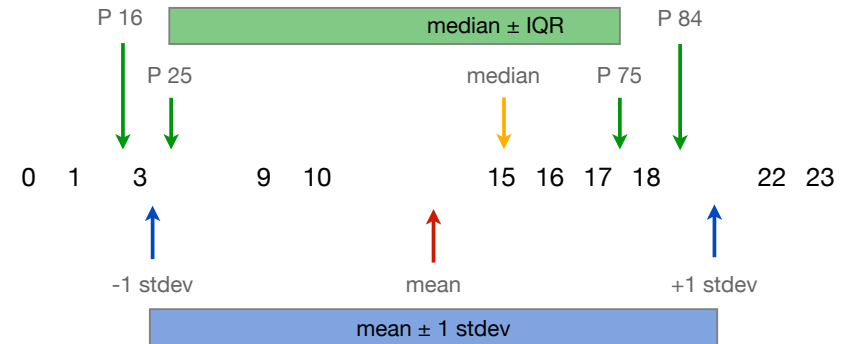 P 16
median ± IQR
P 84
P 25
median
P 75
0 1 3 9 10 15 16 17 18 22 23
-1 stdev
mean
+1 stdev
mean ± 1 stdev